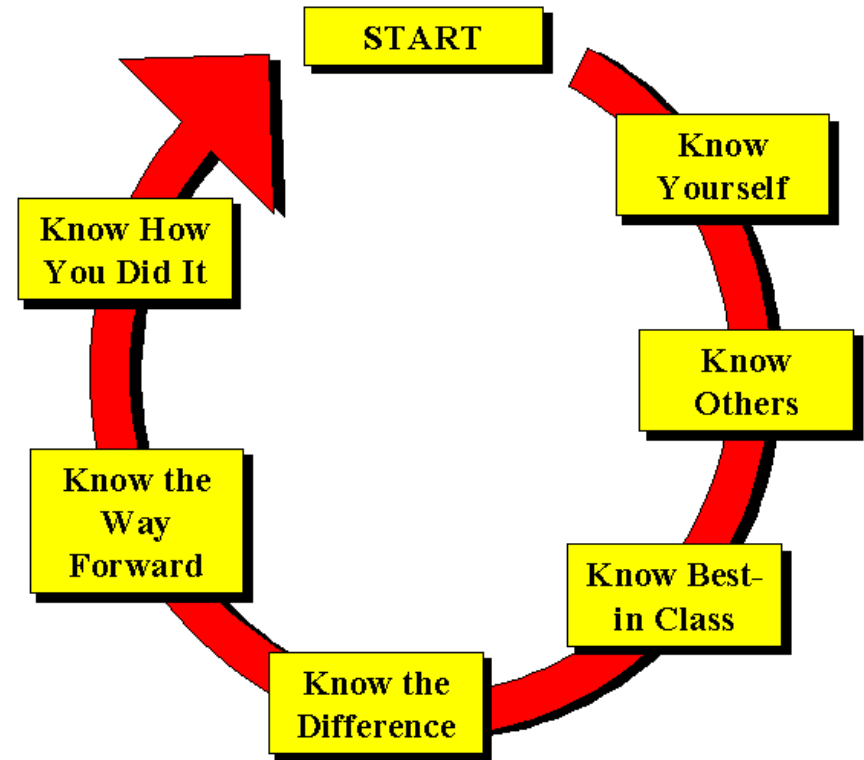 START
Know
Yourself
Know
Others
Know Best-
in Class
Know the
Difference
Know the
Way
Forward
Know How
You Did It